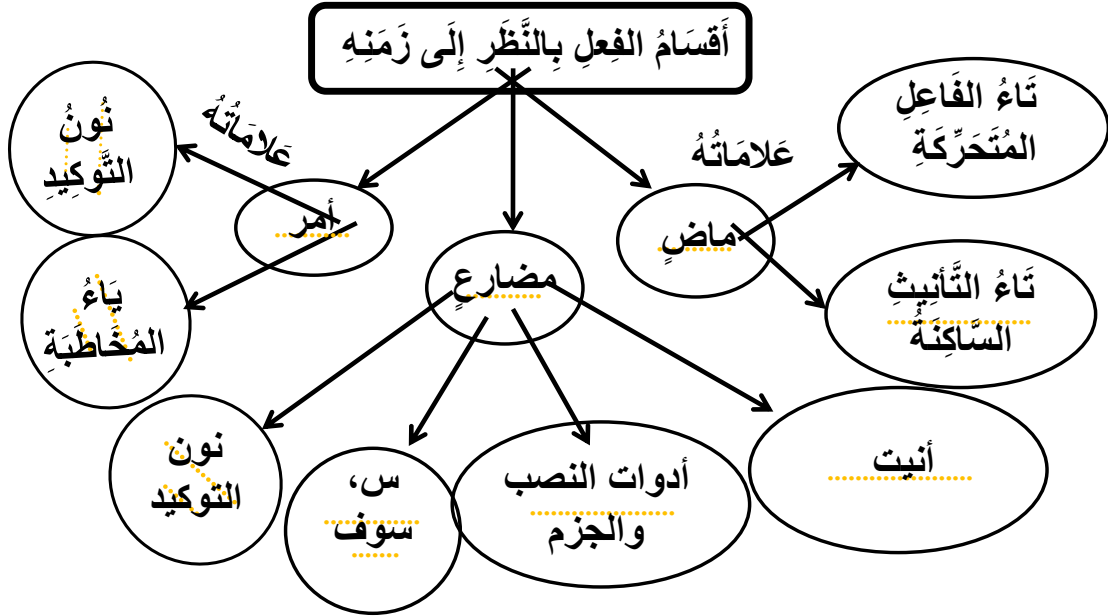 أَقسَامُ الفِعلِ بِالنَّظَرِ إِلَى زَمَنِهِ
تَاءُ الفَاعِلِ
المُتَحَرِّكَةِ
عَلامَاتُهُ
ماضٍ
تَاءُ التَّأنِيثِ
السَّاكِنَةُ
مضارعٍ
أنيت
أدوات النصب
والجزم
س،
سوف
نون
التوكيد
أمر
عَلامَاتُهُ
نُونُ
التَّوكِيدِ
يَاءُ
المُخَاطَبَةِ